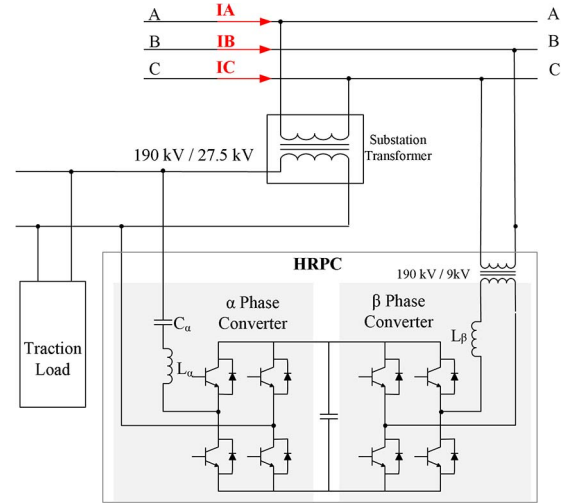 A IA A
B IB B
C IC C
Substation
Transformer
190 kV / 27.5 kV
HRPC
190 kV / 9kV
α Phase
Converter
β Phase
Converter
Cα
Lα
Lβ
Traction
Load